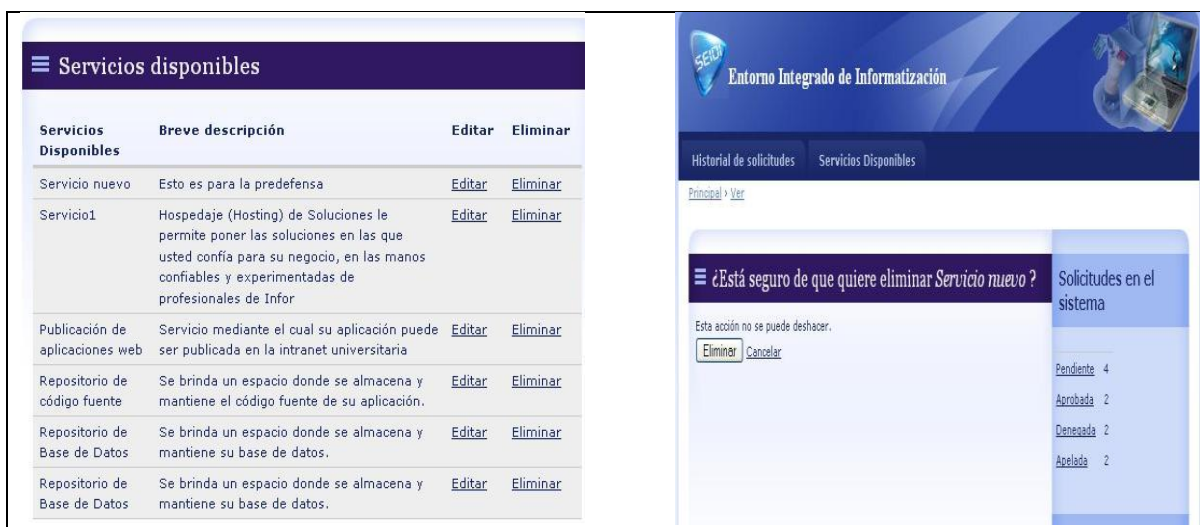 Servicios disponibles
Servicios Disponibles Breve descripción Editar Eliminar
Servicio nuevo Esto es para la predefensa Editar Eliminar
Servicio1 Hospedaje (Hosting) de Soluciones le Editar Eliminar
permite poner las soluciones en las que
usted confía para su negocio, en las manos
confiables y experimentadas de
profesionales de Infor
Publicación de Servicio mediante el cual su aplicación puede Editar Eliminar
aplicaciones web ser publicada en la intranet universitaria
Repositorio de Se brinda un espacio donde se almacena y Editar Eliminar
código fuente mantiene el código fuente de su aplicación.
Repositorio de Se brinda un espacio donde se almacena y Editar Eliminar
Base de Datos mantiene su base de datos.
Repositorio de Se brinda un espacio donde se almacena y Editar Eliminar
Base de Datos mantiene su base de datos.
SEIDI
Entorno Integrado de Informatización
Historial de solicitudes Servicios Disponibles
Principal › Ver
¿Está seguro de que quiere eliminar Servicio nuevo ?
Esta acción no se puede deshacer.
Eliminar Cancelar
Solicitudes en el
sistema
Pendiente 4
Aprobada 2
Denegada 2
Apelada 2